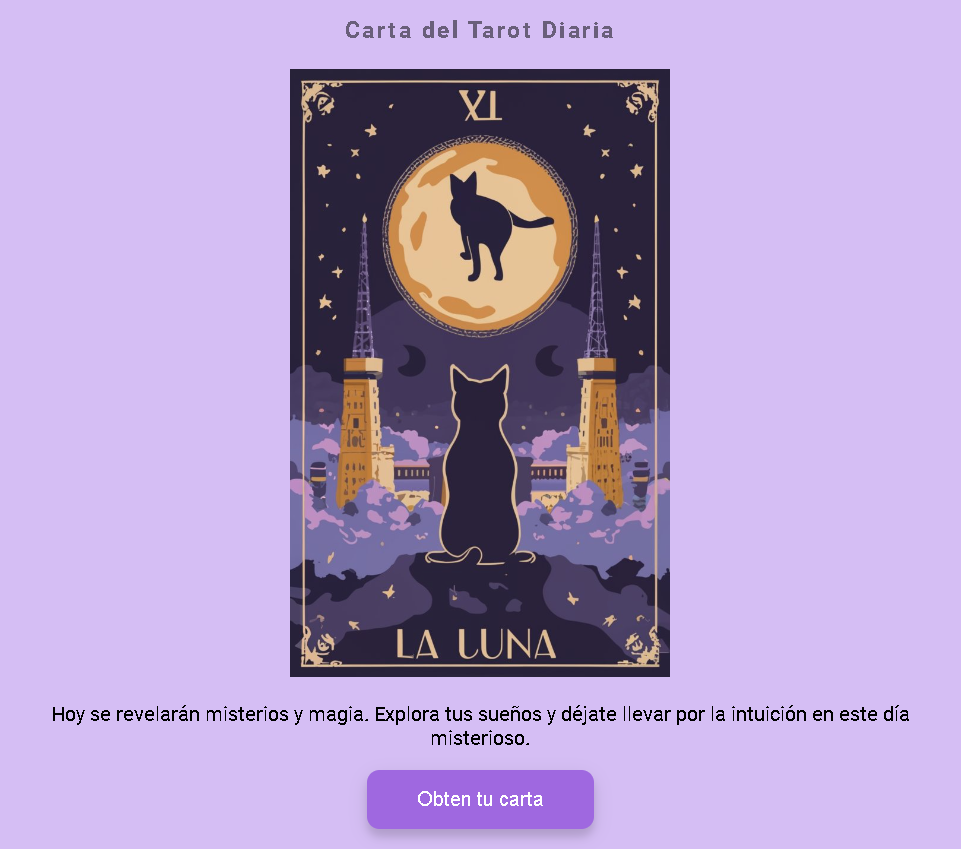 Carta del Tarot Diaria
XI
LA LUNA
Hoy se revelarán misterios y magia. Explora tus sueños y déjate llevar por la intuición en este día
misterioso.
Obten tu carta